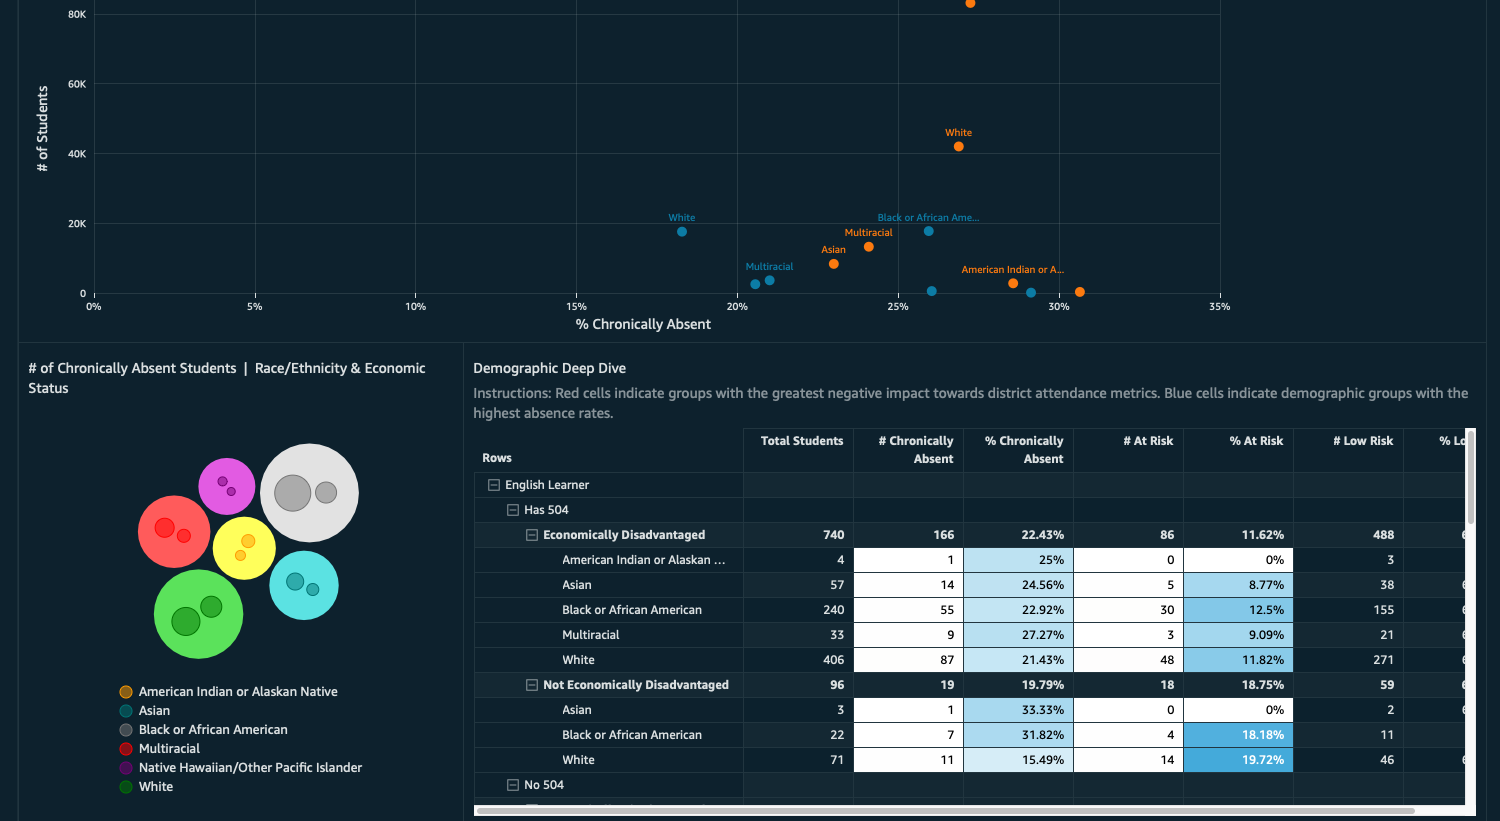 80K
60K
40K
20K
0
# of Students
White
White
Black or African Ame...
Multiracial
Asian
Multiracial
American Indian or A...
0%
5%
10%
15%
20%
25%
30%
35%
% Chronically Absent
# of Chronically Absent Students | Race/Ethnicity & Economic
Status
American Indian or Alaskan Native
Asian
Black or African American
Multiracial
Native Hawaiian/Other Pacific Islander
White
Demographic Deep Dive
Instructions: Red cells indicate groups with the greatest negative impact towards district attendance metrics. Blue cells indicate demographic groups with the
highest absence rates.
Rows Total Students # Chronically Absent % Chronically Absent # At Risk % At Risk # Low Risk % Lo
English Learner
Has 504
Economically Disadvantaged 740 166 22.43% 86 11.62% 488
American Indian or Alaskan ... 4 1 25% 0 0% 3
Asian 57 14 24.56% 5 8.77% 38
Black or African American 240 55 22.92% 30 12.5% 155
Multiracial 33 9 27.27% 3 9.09% 21
White 406 87 21.43% 48 11.82% 271
Not Economically Disadvantaged 96 19 19.79% 18 18.75% 59
Asian 3 1 33.33% 0 0% 2
Black or African American 22 7 31.82% 4 18.18% 11
White 71 11 15.49% 14 19.72% 46
No 504